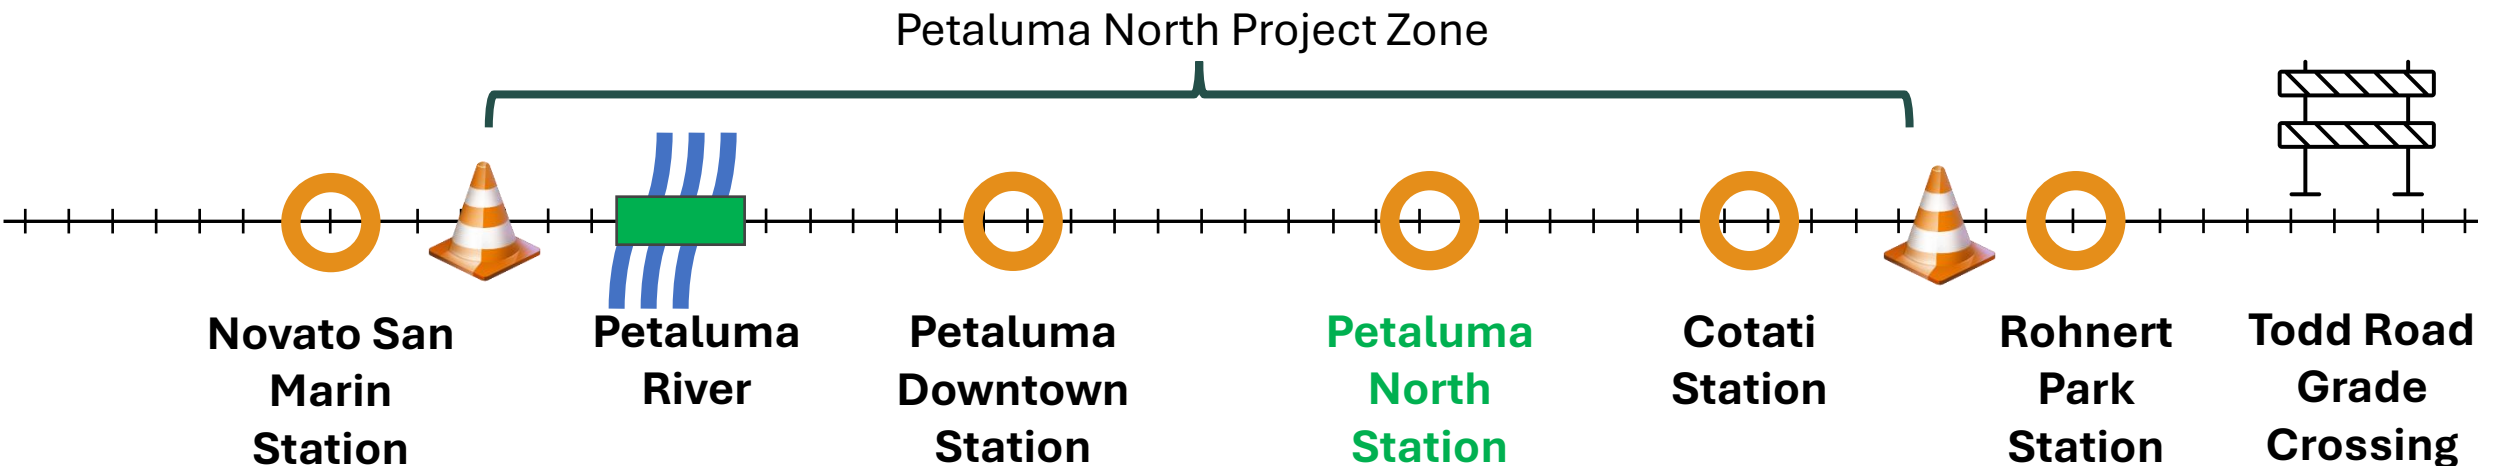 Petaluma North Project Zone
Novato San
Marin
Station
Petaluma
River
Petaluma
Downtown
Station
Petaluma
North
Station
Cotati
Station
Rohnert
Park
Station
Todd Road
Grade
Crossing